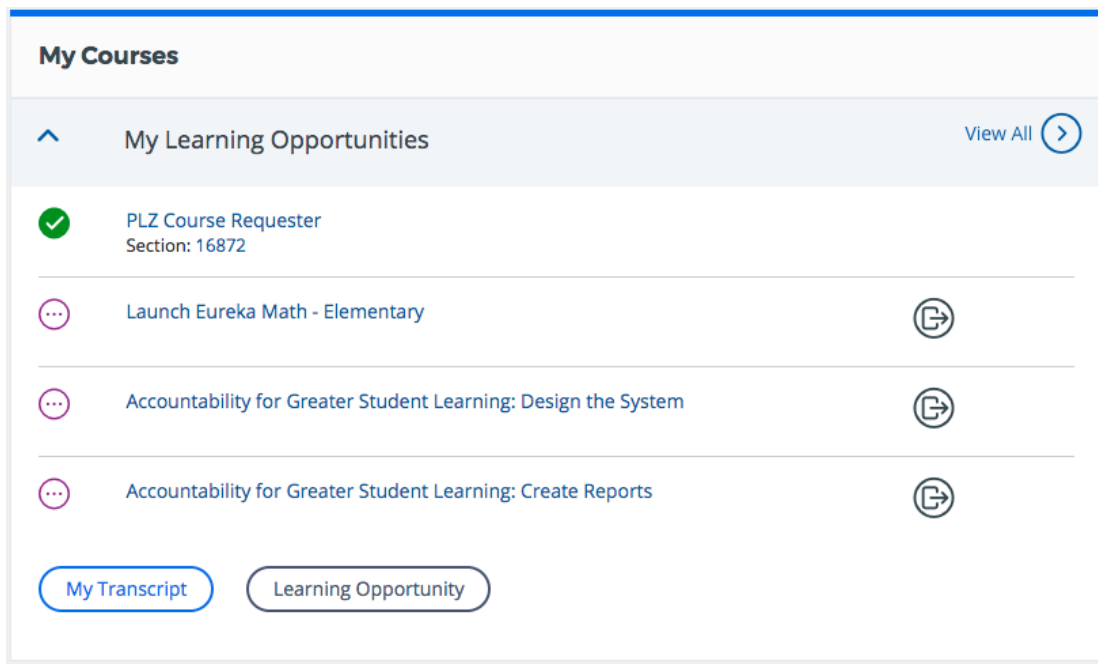 My Courses
My Learning Opportunities
View All
PLZ Course Requester
Section: 16872
Launch Eureka Math - Elementary
Accountability for Greater Student Learning: Design the System
Accountability for Greater Student Learning: Create Reports
My Transcript
Learning Opportunity